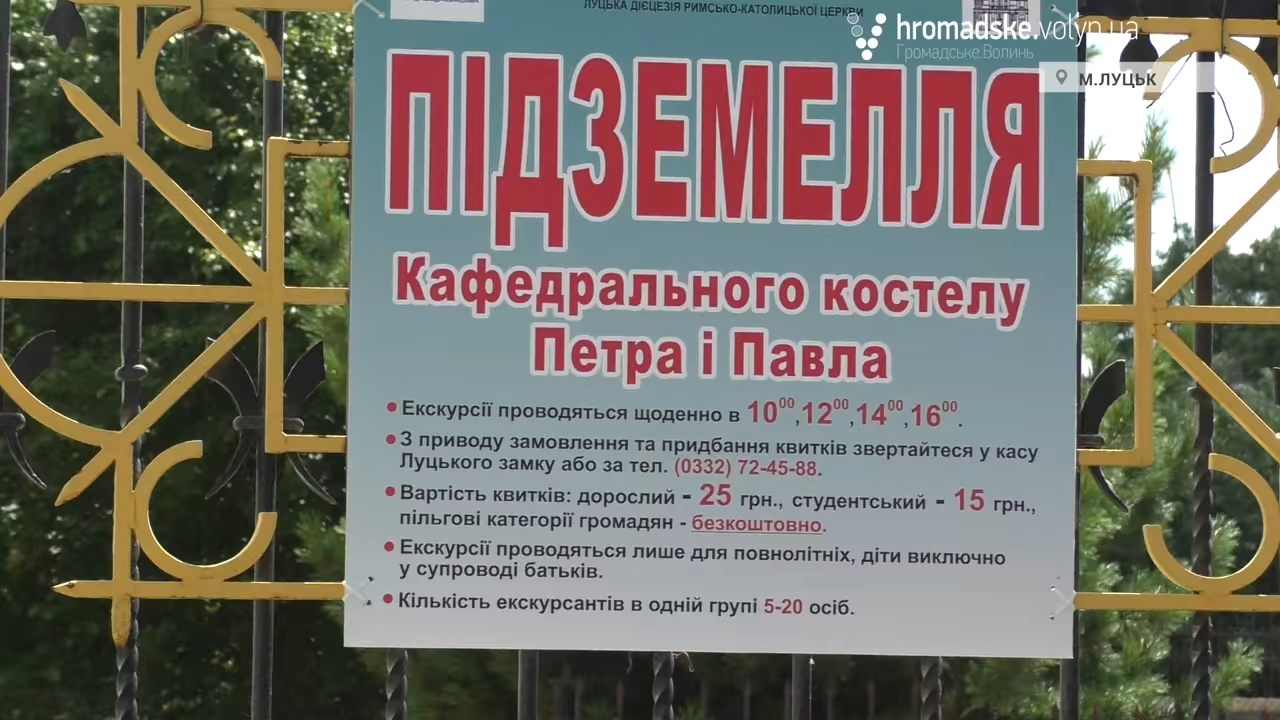 ЛУЦЬКА ДІЄЦЕЗІЯ РИМСЬКО-КАТОЛИЦЬКОЇ ЦЕРКВИ
hromadske.volyn.ua
Громадське.Волинь
м.Луцьк
ПІДЗЕМЕЛЛЯ
Кафедрального костелу
Петра і Павла
• Екскурсії проводяться щоденно в 10⁰⁰,12⁰⁰,14⁰⁰,16⁰⁰.
• З приводу замовлення та придбання квитків звертайтеся у касу
Луцького замку або за тел. (0332) 72-45-88.
• Вартість квитків: дорослий - 25 грн., студентський - 15 грн.,
пільгові категорії громадян - безкоштовно.
• Екскурсії проводяться лише для повнолітніх, діти виключно
у супроводі батьків.
• Кількість екскурсантів в одній групі 5-20 осіб.